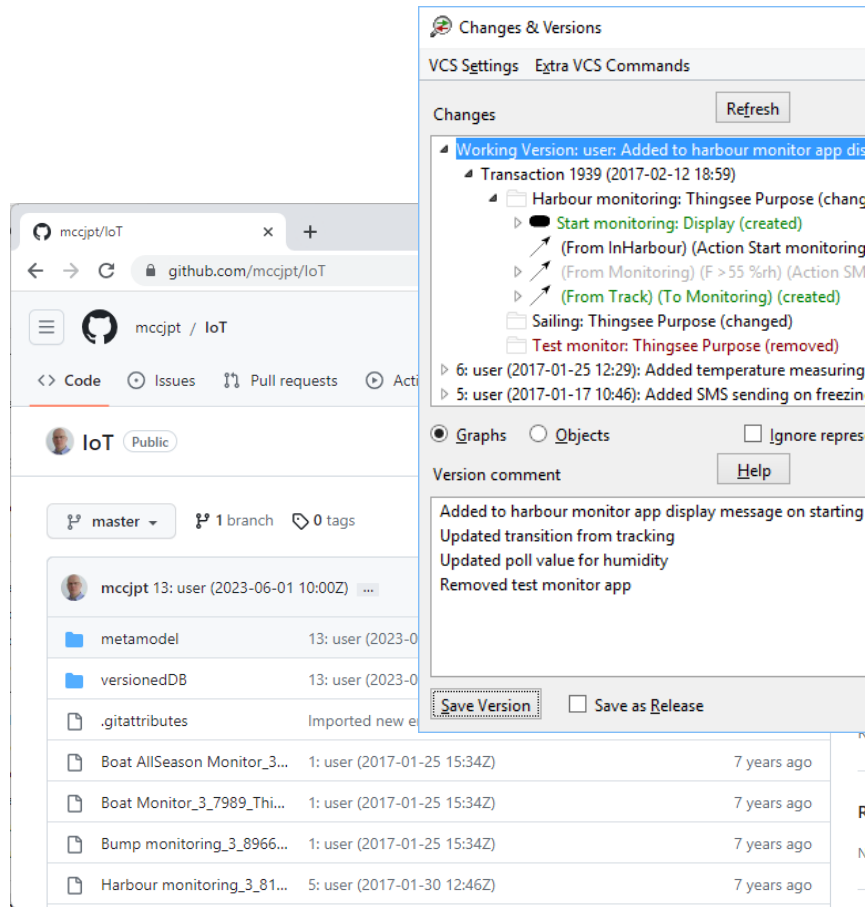 Changes & Versions
VCS Settings Extra VCS Commands
Changes
Refresh
Working Version: user: Added to harbour monitor app dis
Transaction 1939 (2017-02-12 18:59)
Harbour monitoring: Thingsee Purpose (chang
Start monitoring: Display (created)
(From InHarbour) (Action Start monitoring
(From Monitoring) (F >55 %rh) (Action SM
(From Track) (To Monitoring) (created)
Sailing: Thingsee Purpose (changed)
Test monitor: Thingsee Purpose (removed)
6: user (2017-01-25 12:29): Added temperature measuring
5: user (2017-01-17 10:46): Added SMS sending on freezin
Graphs Objects Ignore repres
Version comment
Help
Added to harbour monitor app display message on starting
Updated transition from tracking
Updated poll value for humidity
Removed test monitor app
Save Version Save as Release
mccjpt/IoT
github.com/mccjpt/IoT
mccjpt / IoT
Code Issues Pull requests Acti
IoT Public
master 1 branch 0 tags
mccjpt 13: user (2023-06-01 10:00Z) ...
metamodel 13: user (2023-0
versionedDB 13: user (2023-0
.gitattributes Imported new e
Boat AllSeason Monitor_3... 1: user (2017-01-25 15:34Z) 7 years ago
Boat Monitor_3_7989_Thi... 1: user (2017-01-25 15:34Z) 7 years ago
Bump monitoring_3_8966... 1: user (2017-01-25 15:34Z) 7 years ago
Harbour monitoring_3_81... 5: user (2017-01-30 12:46Z) 7 years ago